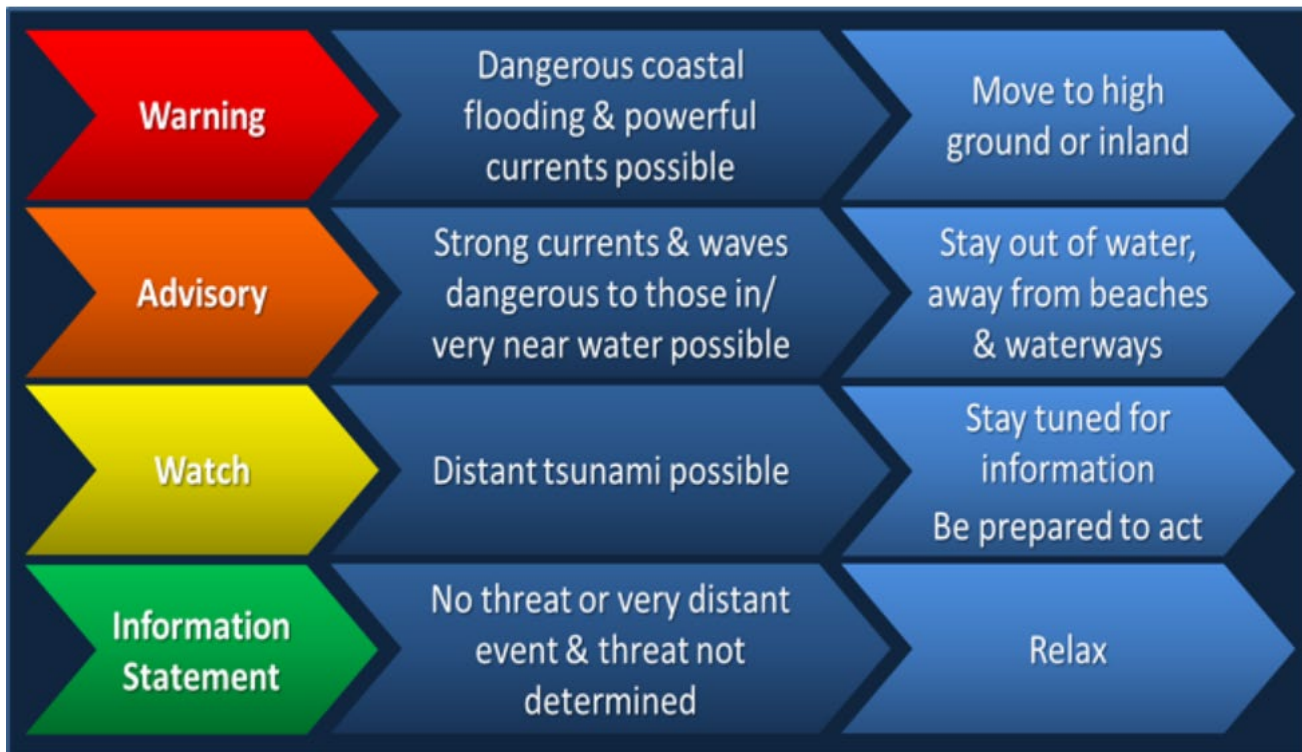 Warning
Dangerous coastal
flooding & powerful
currents possible
Move to high
ground or inland
Advisory
Strong currents & waves
dangerous to those in/
very near water possible
Stay out of water,
away from beaches
& waterways
Watch
Distant tsunami possible
Stay tuned for
information
Be prepared to act
Information
Statement
No threat or very distant
event & threat not
determined
Relax